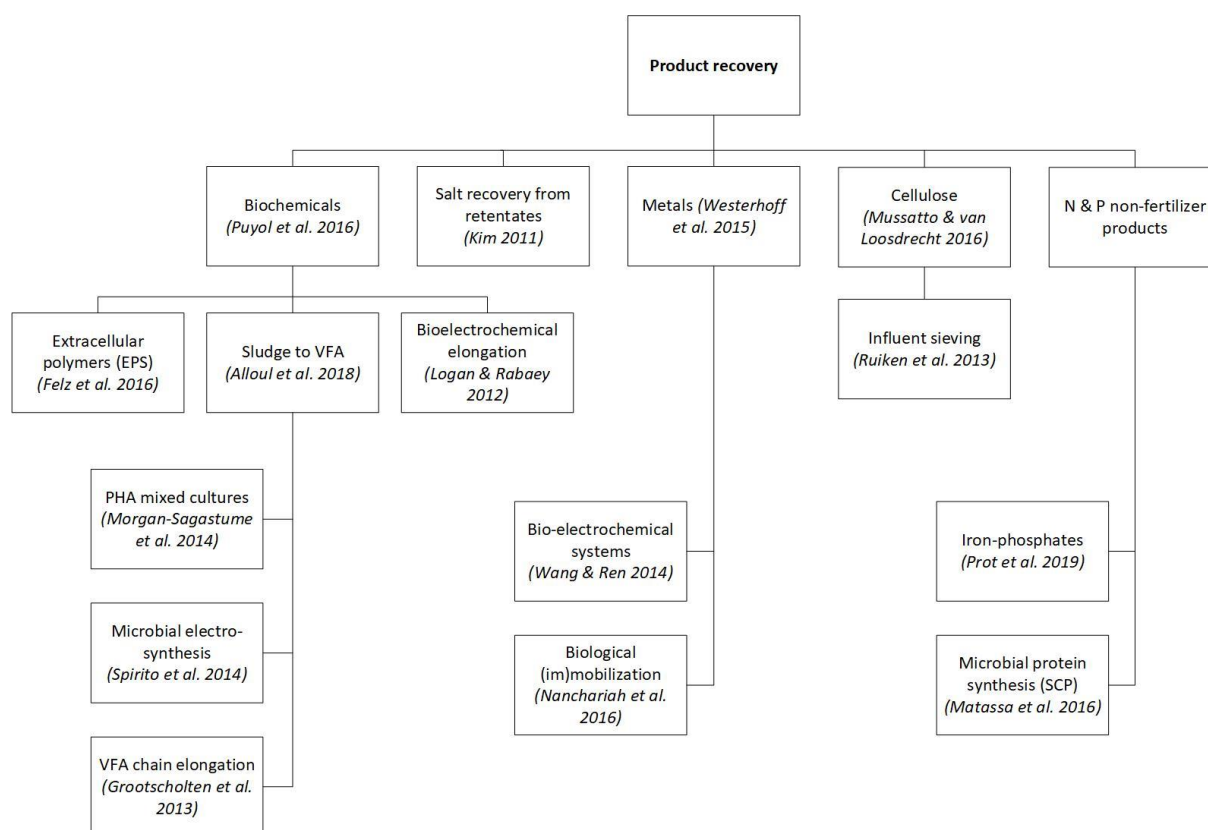 Product recovery
Biochemicals
(Puyol et al. 2016)
Salt recovery from
retentates
(Kim 2011)
Metals (Westerhoff
et al. 2015)
Cellulose
(Mussatto & van
Loosdrecht 2016)
N & P non-fertilizer
products
Extracellular
polymers (EPS)
(Felz et al. 2016)
Sludge to VFA
(Alloul et al. 2018)
Bioelectrochemical
elongation
(Logan & Rabaey
2012)
Influent sieving
(Ruiken et al. 2013)
PHA mixed cultures
(Morgan-Sagastume
et al. 2014)
Bio-electrochemical
systems
(Wang & Ren 2014)
Iron-phosphates
(Prot et al. 2019)
Microbial electro-
synthesis
(Spirito et al. 2014)
Biological
(im)mobilization
(Nanchariah et al.
2016)
Microbial protein
synthesis (SCP)
(Matassa et al. 2016)
VFA chain elongation
(Grootscholten et al.
2013)